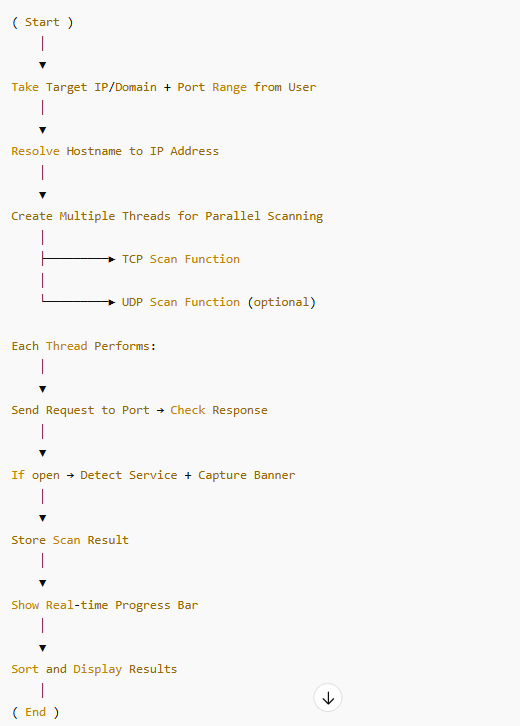 ( Start )
Take Target IP/Domain + Port Range from User
Resolve Hostname to IP Address
Create Multiple Threads for Parallel Scanning
TCP Scan Function
UDP Scan Function (optional)
Each Thread Performs:
Send Request to Port → Check Response
If open → Detect Service + Capture Banner
Store Scan Result
Show Real-time Progress Bar
Sort and Display Results
( End )